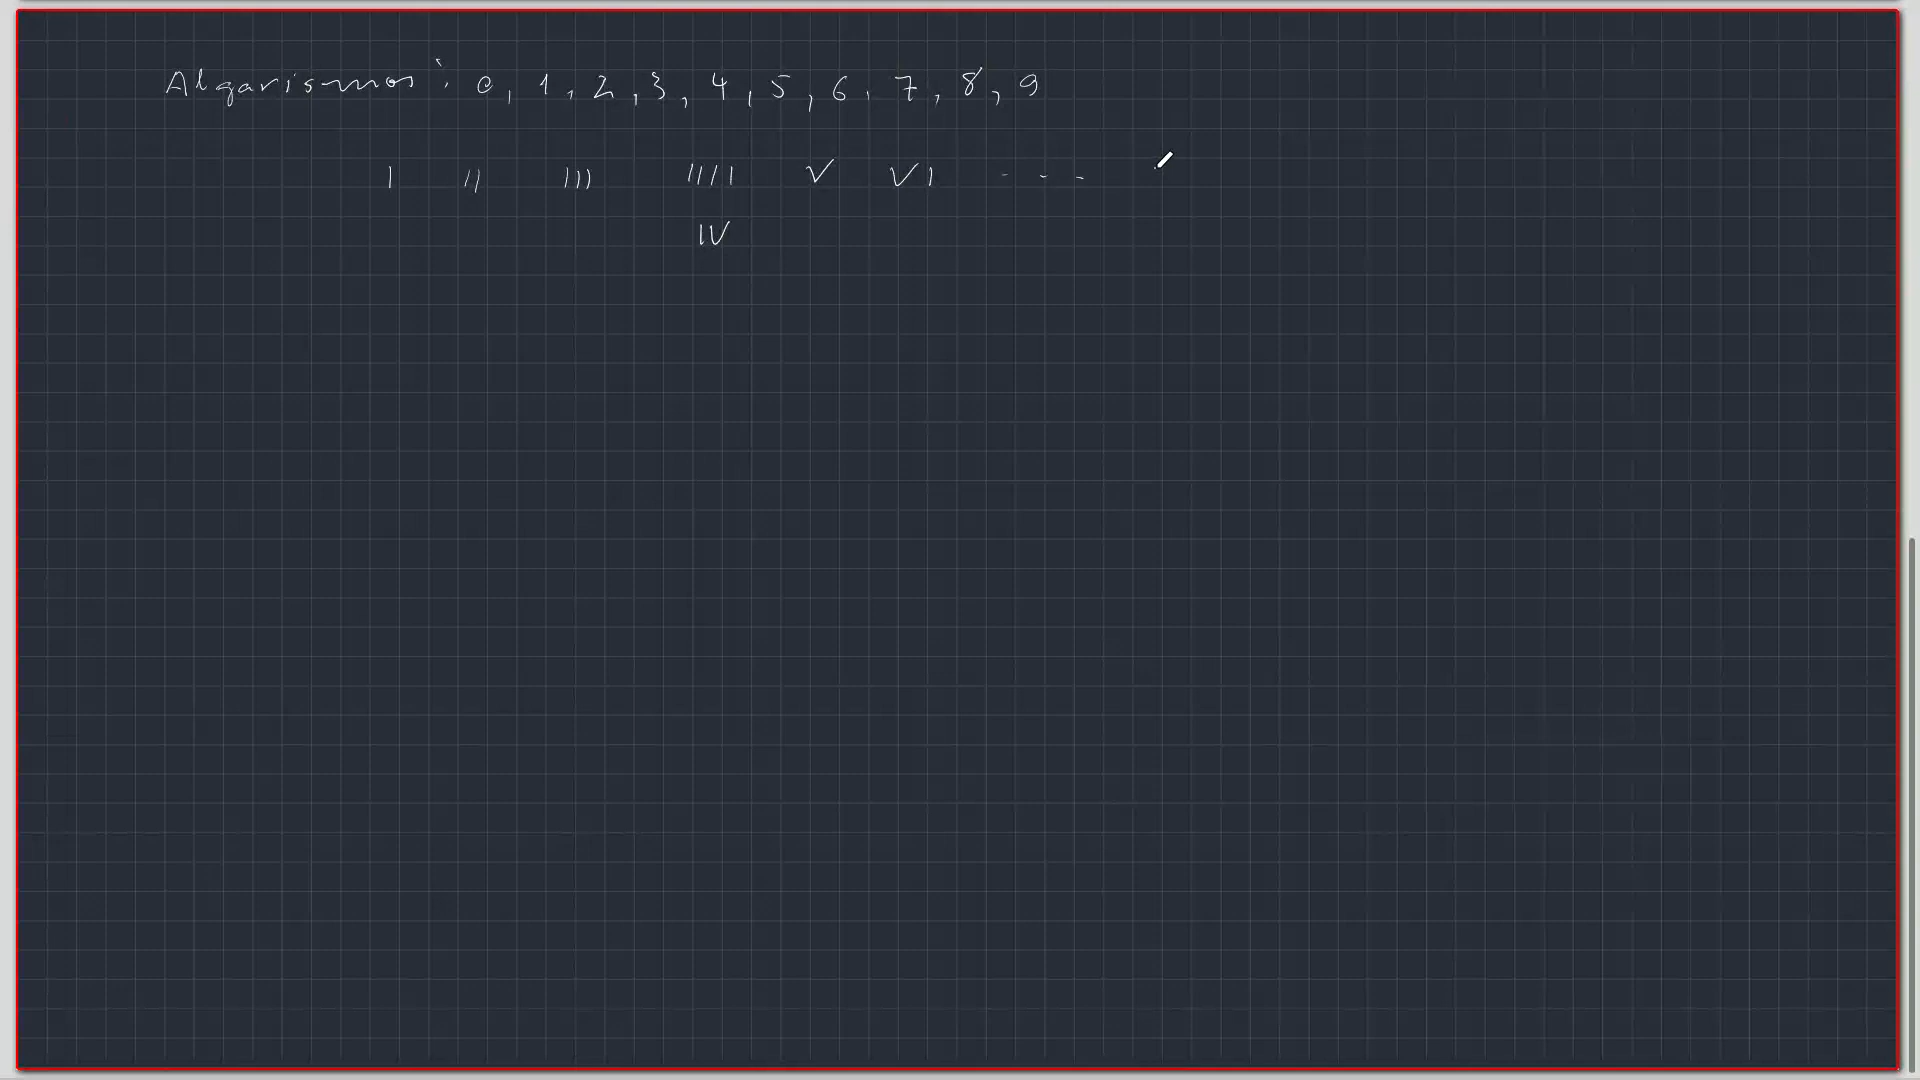 Algarismos: 0, 1, 2, 3, 4, 5, 6, 7, 8, 9
I II III IIII V VI ...
IV